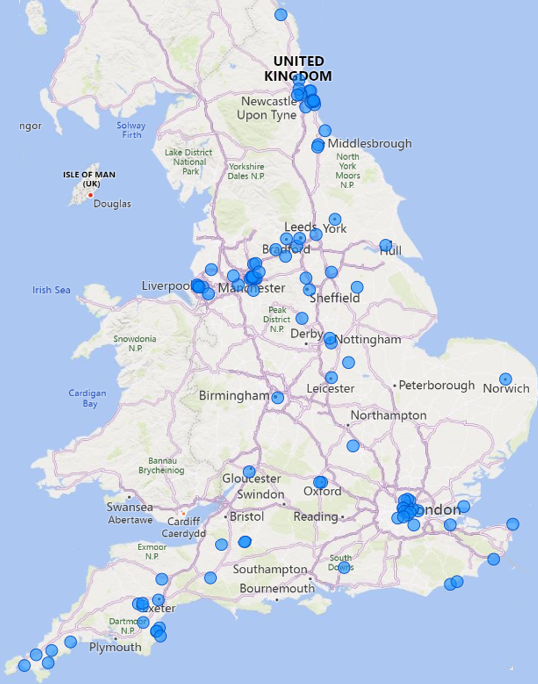 UNITED
KINGDOM
Newcastle
Upon Tyne
ngor
Solway
Firth
Middlesbrough
Lake District
National
Park
Yorkshire
Dales N.P.
North
York
Moors
N.P.
ISLE OF MAN
(UK)
Douglas
Leeds
York
Bradford
Hull
Irish Sea
Liverpool
Manchester
Sheffield
Peak
District
N.P.
Snowdonia
N.P.
Derby
Nottingham
Leicester
Peterborough
Norwich
Birmingham
Cardigan
Bay
Northampton
Bannau
Brycheiniog
Gloucester
Oxford
Swindon
Swansea
Abertawe
Cardiff
Caerdydd
Bristol
Reading
London
Exmoor
N.P.
South
Downs
N.P.
Southampton
Bournemouth
Exeter
Dartmoor
N.P.
Plymouth